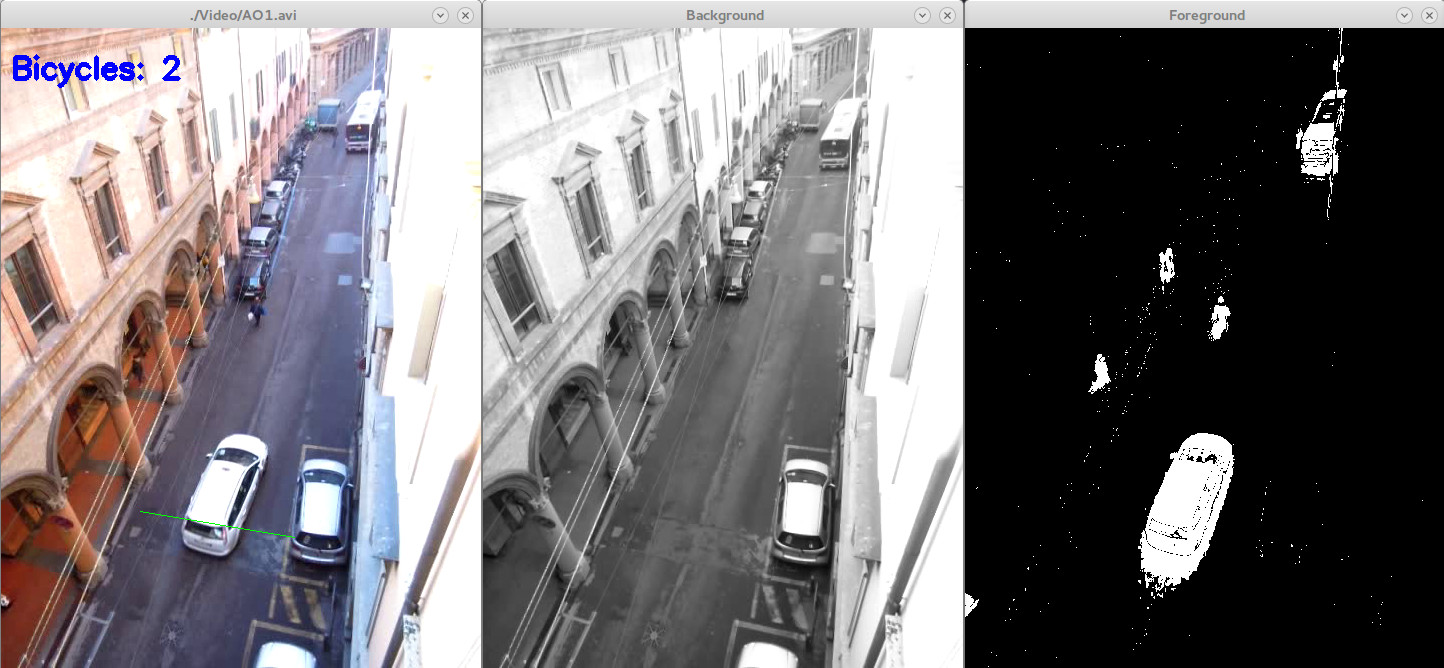 ./Video/AO1.avi
Background
Foreground
Bicycles: 2